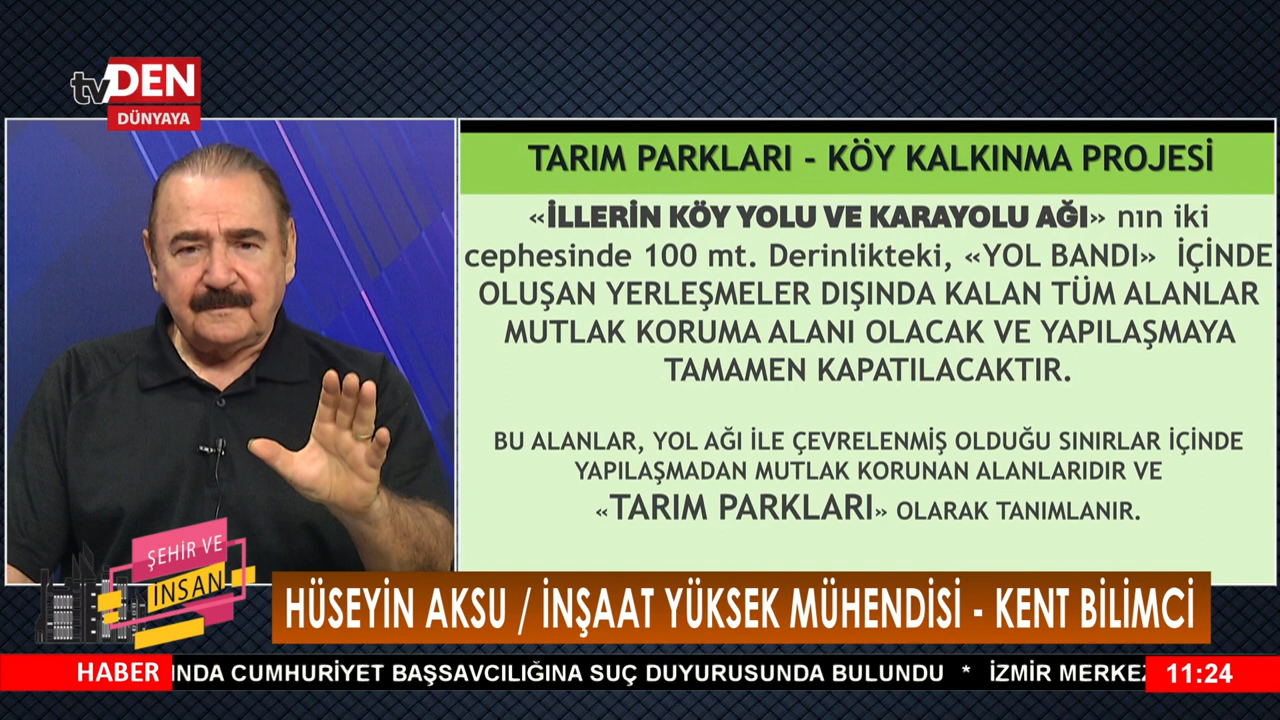 tvDEN
DÜNYAYA
TARIM PARKLARI - KÖY KALKINMA PROJESİ
«İLLERİN KÖY YOLU VE KARAYOLU AĞI» nın iki
cephesinde 100 mt. Derinlikteki, «YOL BANDI» İÇİNDE
OLUŞAN YERLEŞMELER DIŞINDA KALAN TÜM ALANLAR
MUTLAK KORUMA ALANI OLACAK VE YAPILAŞMAYA
TAMAMEN KAPATILACAKTIR.
BU ALANLAR, YOL AĞI İLE ÇEVRELENMİŞ OLDUĞU SINIRLAR İÇİNDE
YAPILAŞMADAN MUTLAK KORUNAN ALANLARIDIR VE
«TARIM PARKLARI» OLARAK TANIMLANIR.
ŞEHİR VE
İNSAN
HÜSEYİN AKSU / İNŞAAT YÜKSEK MÜHENDİSİ - KENT BİLİMCİ
HABER
INDA CUMHURİYET BAŞSAVCILIĞINA SUÇ DUYURUSUNDA BULUNDU * İZMİR MERKEZ
11:24